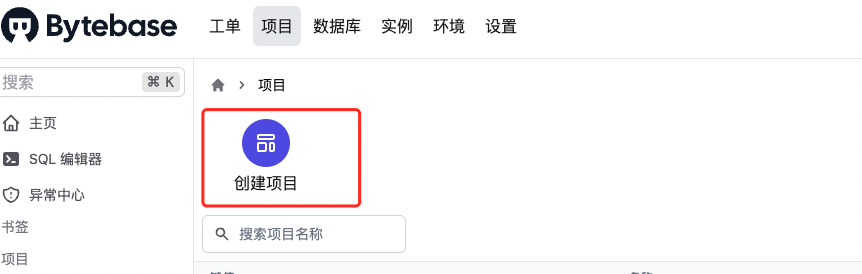 Bytebase 工单 项目 数据库 实例 环境 设置
搜索 ⌘ K
项目
主页
创建项目
SQL 编辑器
异常中心
书签
搜索项目名称
项目